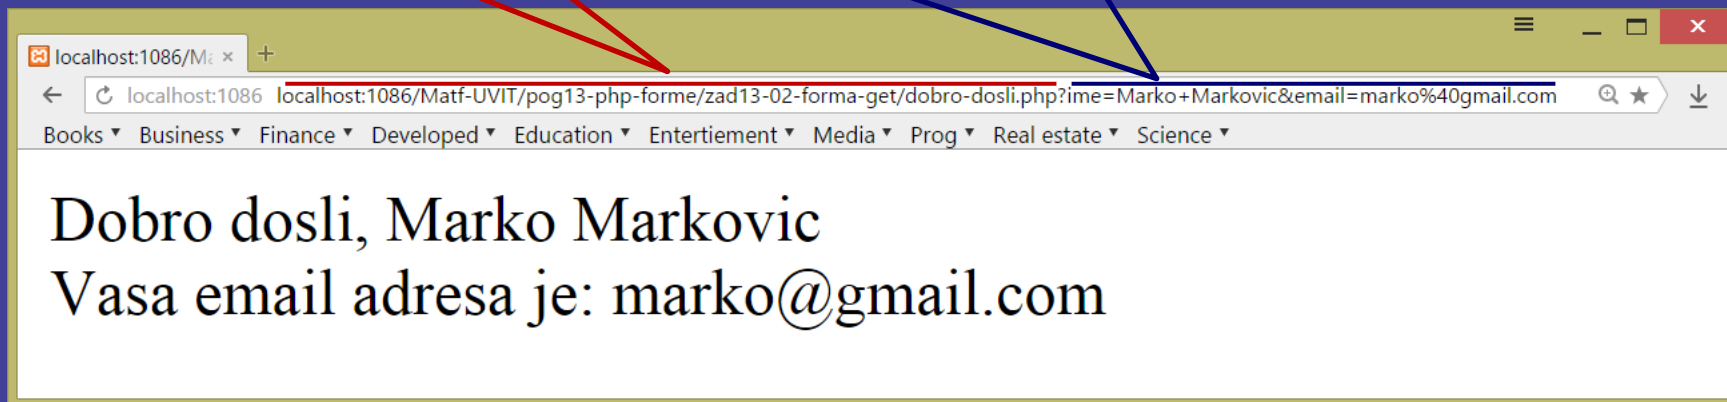 localhost:1086/Ma
localhost:1086 localhost:1086/Matf-UVIT/pog13-php-forme/zad13-02-forma-get/dobro-dosli.php?ime=Marko+Markovic&email=marko%40gmail.com
Books Business Finance Developed Education Entertiement Media Prog Real estate Science
Dobro dosli, Marko Markovic
Vasa email adresa je: marko@gmail.com